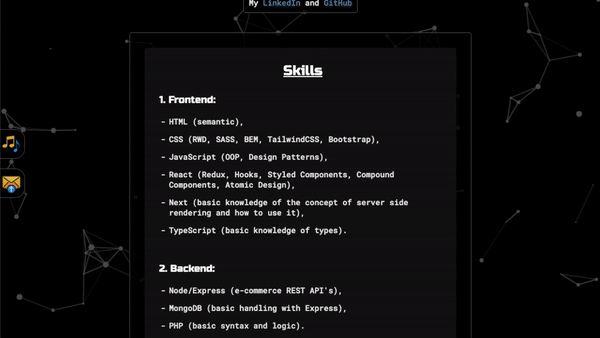 My LinkedIn and GitHub
Skills
1. Frontend:
- HTML (semantic),
- CSS (RWD, SASS, BEM, TailwindCSS, Bootstrap),
- JavaScript (OOP, Design Patterns),
- React (Redux, Hooks, Styled Components, Compound
Components, Atomic Design),
- Next (basic knowledge of the concept of server side
rendering and how to use it),
- TypeScript (basic knowledge of types).
2. Backend:
- Node/Express (e-commerce REST API's),
- MongoDB (basic handling with Express),
- PHP (basic syntax and logic).